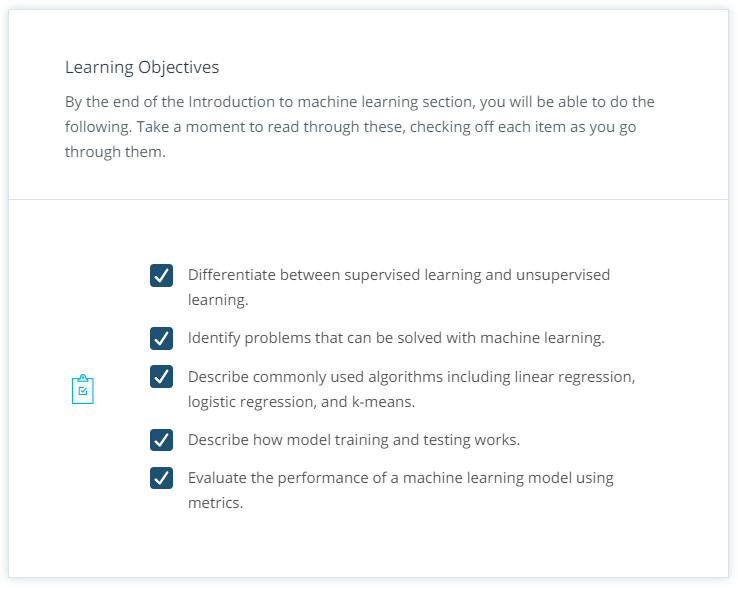 Learning Objectives
By the end of the Introduction to machine learning section, you will be able to do the
following. Take a moment to read through these, checking off each item as you go
through them.
Differentiate between supervised learning and unsupervised
learning.
Identify problems that can be solved with machine learning.
Describe commonly used algorithms including linear regression,
logistic regression, and k-means.
Describe how model training and testing works.
Evaluate the performance of a machine learning model using
metrics.